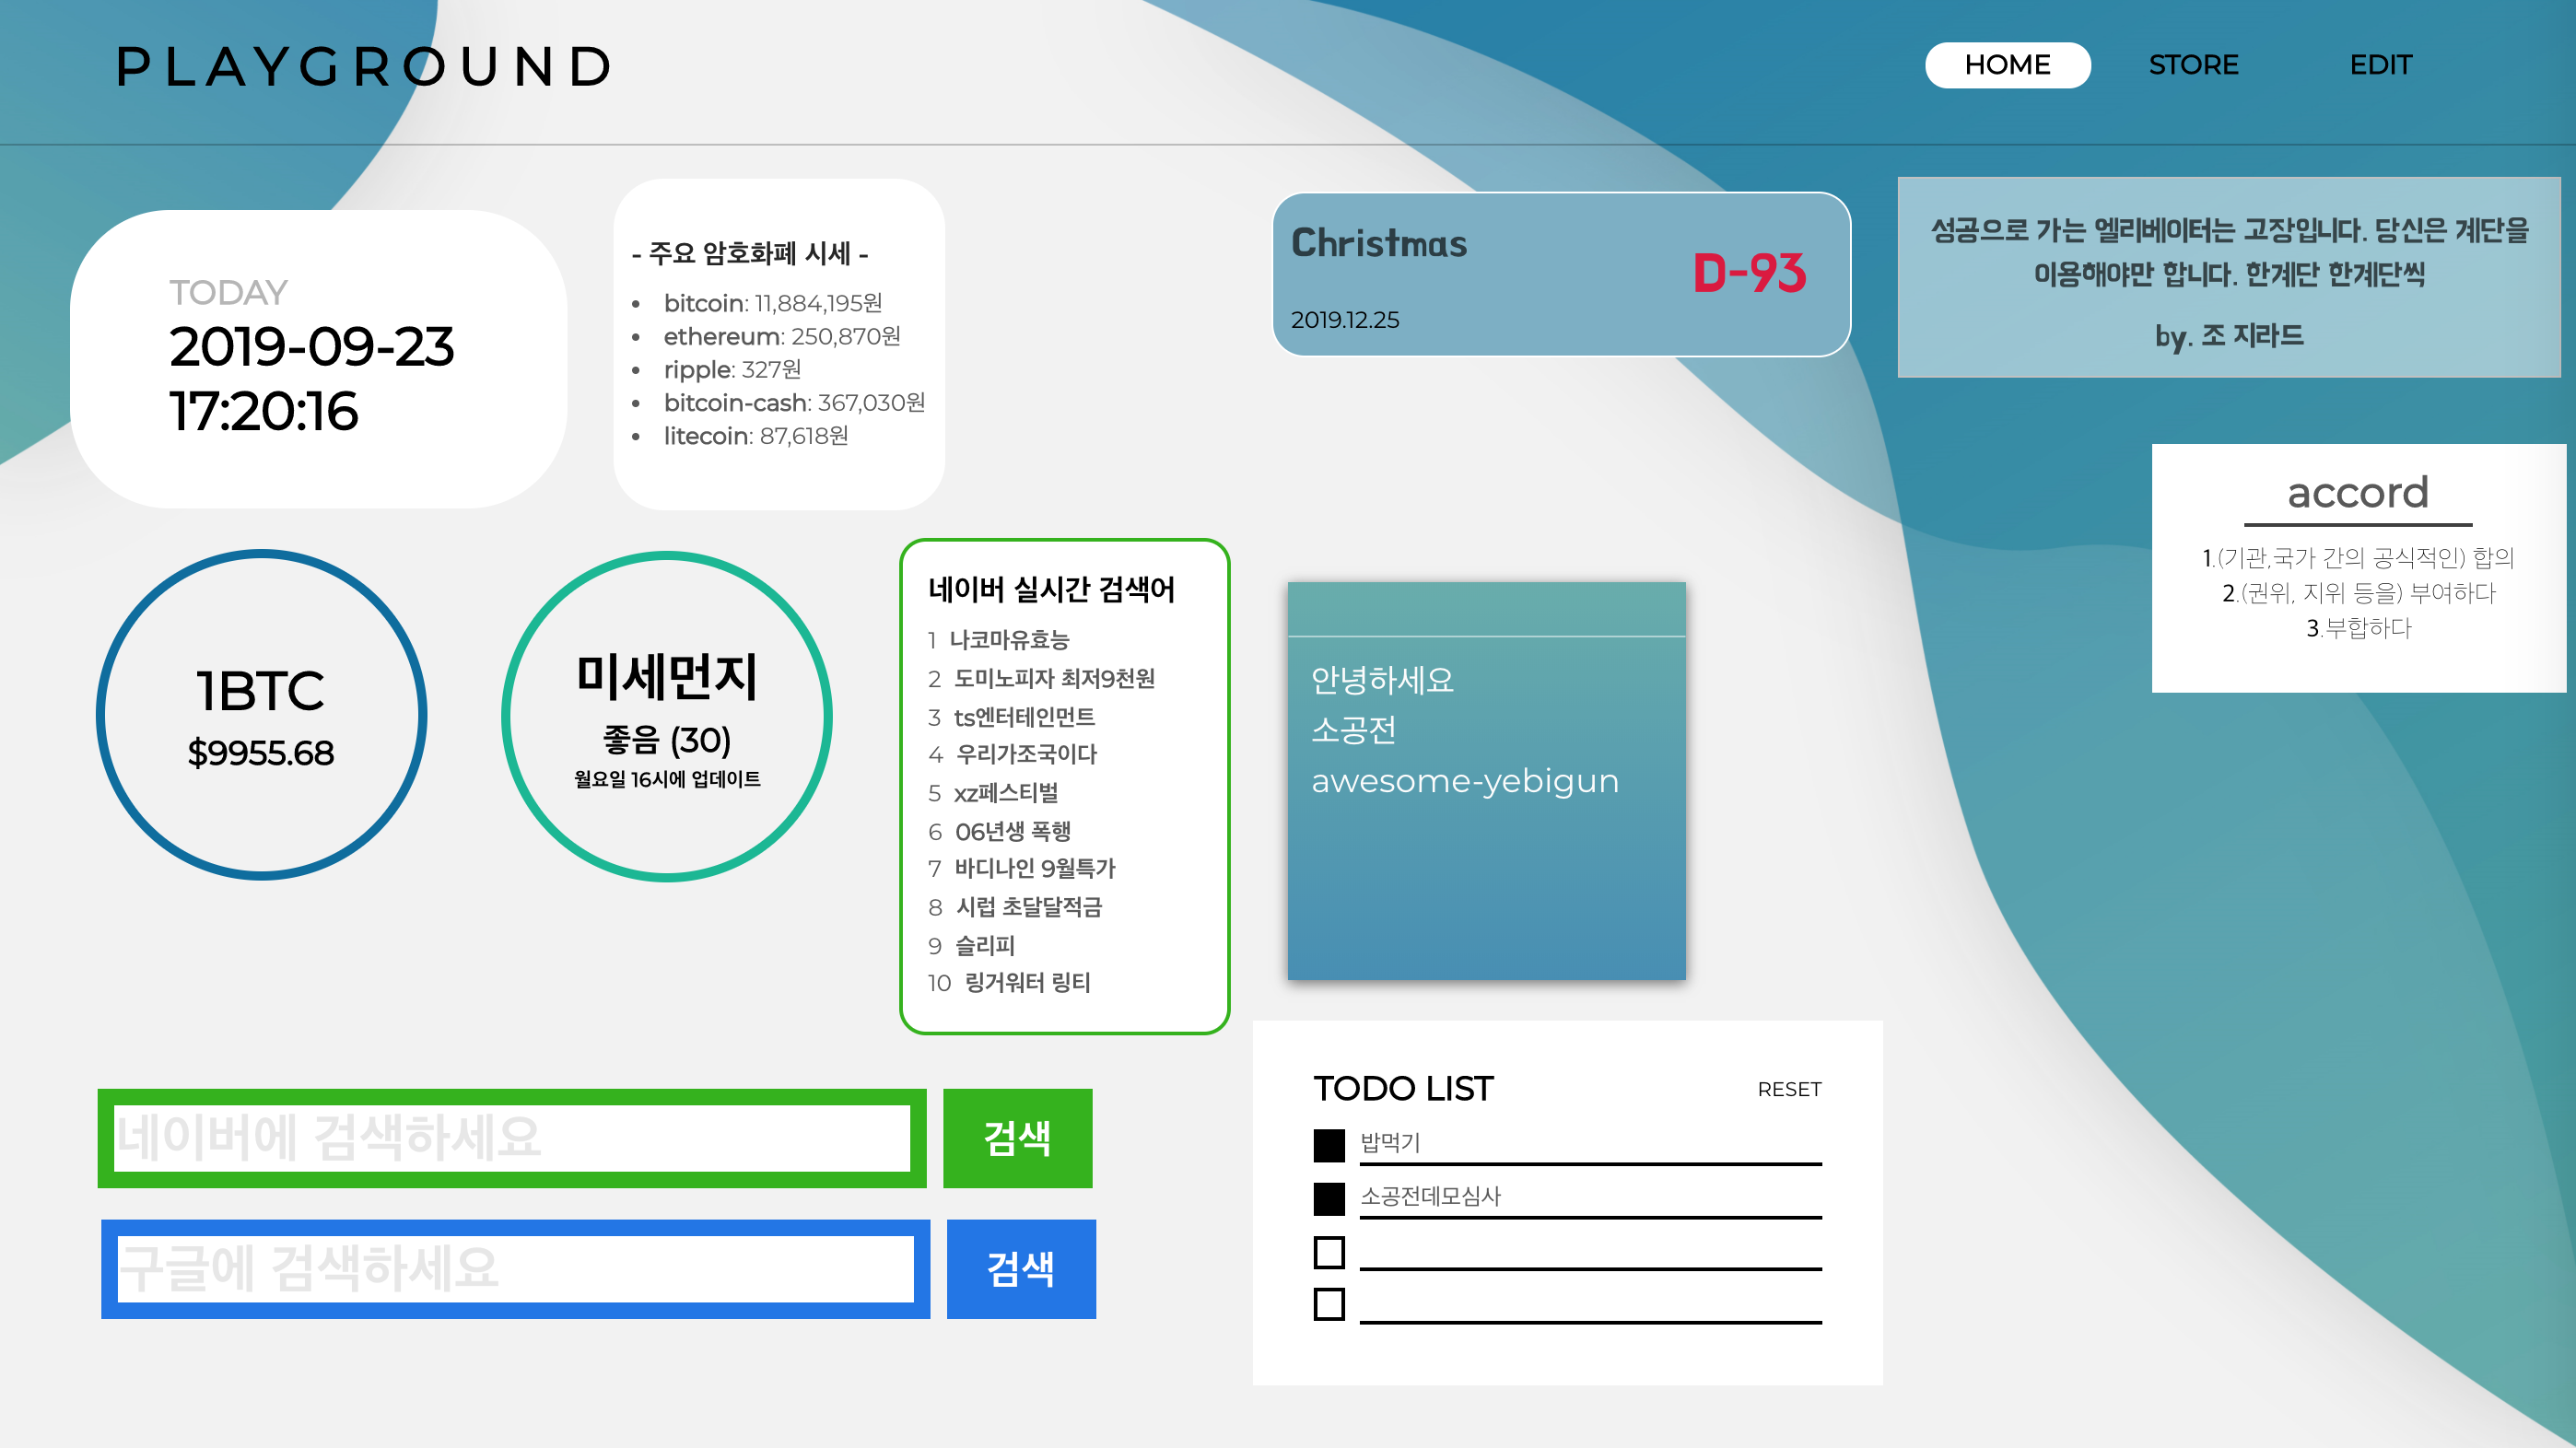 PLAYGROUND
HOME
STORE
EDIT
TODAY
2019-09-23
17:20:16
- 주요 암호화폐 시세 -
• bitcoin: 11,884,195원
• ethereum: 250,870원
• ripple: 327원
• bitcoin-cash: 367,030원
• litecoin: 87,618원
Christmas
D-93
2019.12.25
성공으로 가는 엘리베이터는 고장입니다. 당신은 계단을
이용해야만 합니다. 한계단 한계단씩
by. 조 지라드
accord
1.(기관,국가 간의 공식적인) 합의
2.(권위, 지위 등을) 부여하다
3.부합하다
1BTC
$9955.68
미세먼지
좋음 (30)
월요일 16시에 업데이트
네이버 실시간 검색어
1 나코마유효능
2 도미노피자 최저9천원
3 ts엔터테인먼트
4 우리가조국이다
5 xz페스티벌
6 06년생 폭행
7 바디나인 9월특가
8 시럽 초달달적금
9 슬리피
10 링거워터 링티
안녕하세요
소공전
awesome-yebigun
네이버에 검색하세요
검색
구글에 검색하세요
검색
TODO LIST
RESET
밥먹기
소공전데모심사